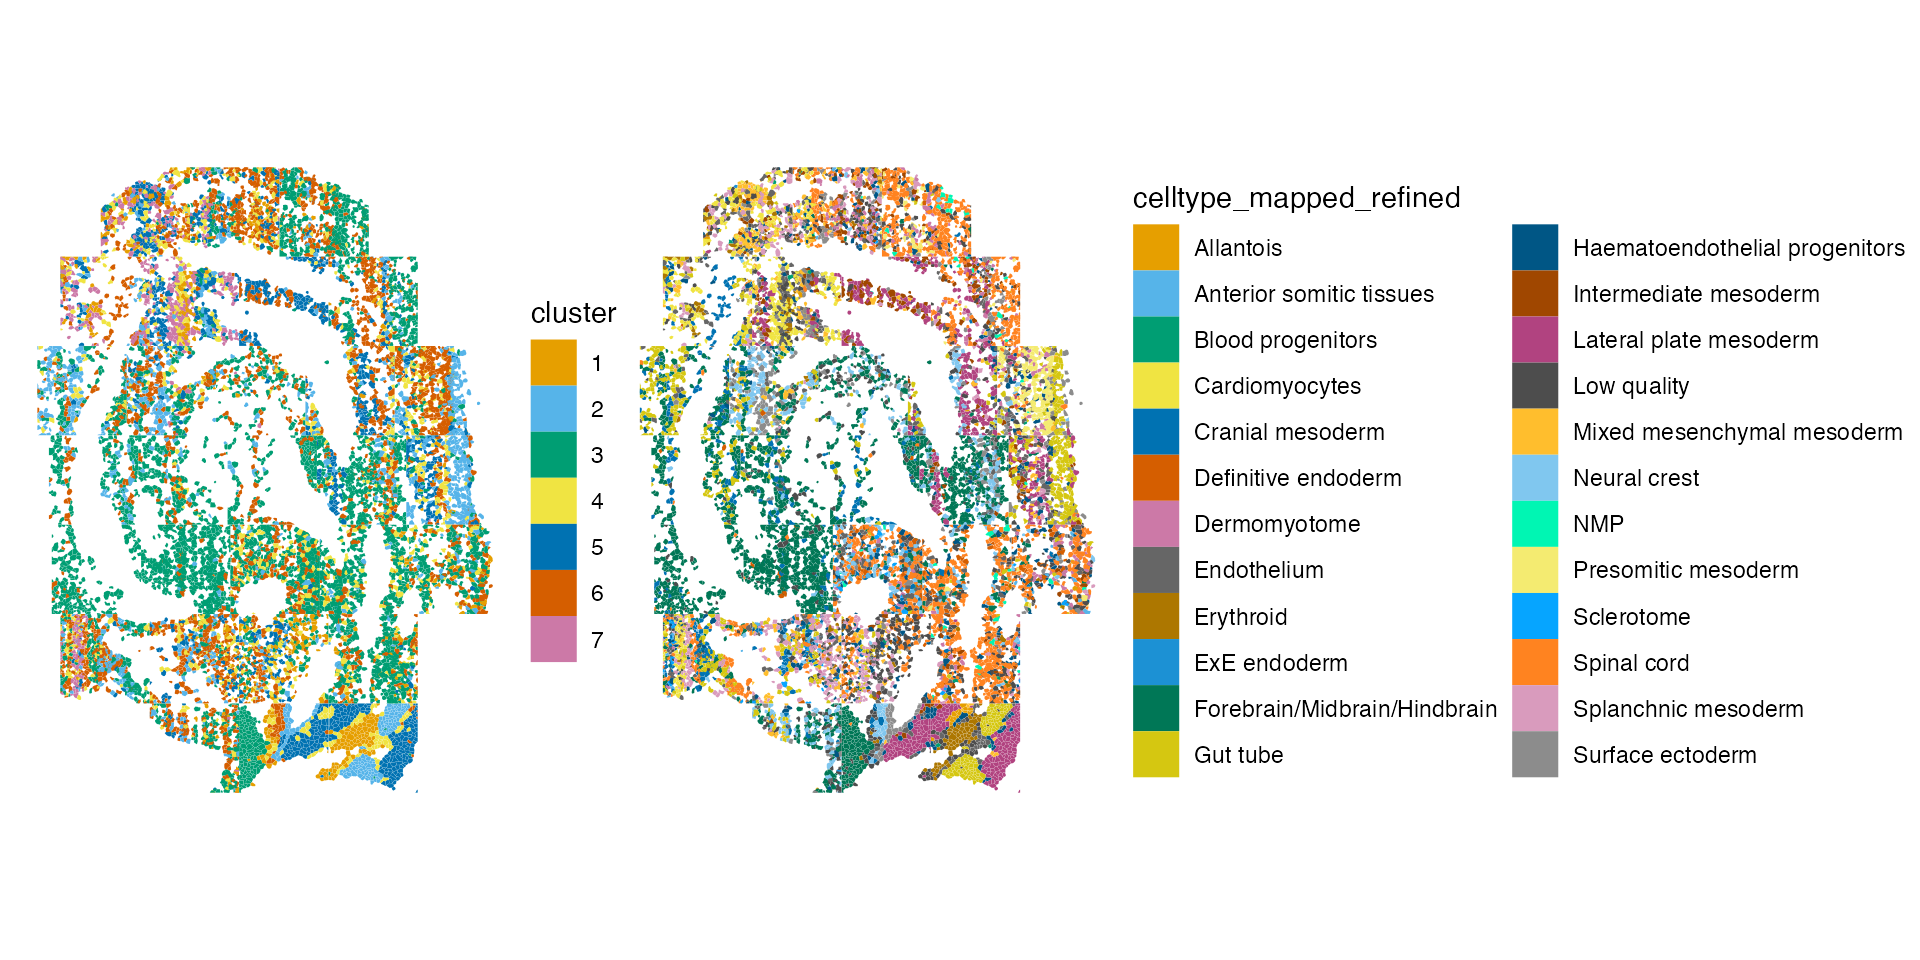 cluster
1
2
3
4
5
6
7
celltype_mapped_refined
Allantois
Anterior somitic tissues
Blood progenitors
Cardiomyocytes
Cranial mesoderm
Definitive endoderm
Dermomyotome
Endothelium
Erythroid
ExE endoderm
Forebrain/Midbrain/Hindbrain
Gut tube
Haematoendothelial progenitors
Intermediate mesoderm
Lateral plate mesoderm
Low quality
Mixed mesenchymal mesoderm
Neural crest
NMP
Presomitic mesoderm
Sclerotome
Spinal cord
Splanchnic mesoderm
Surface ectoderm